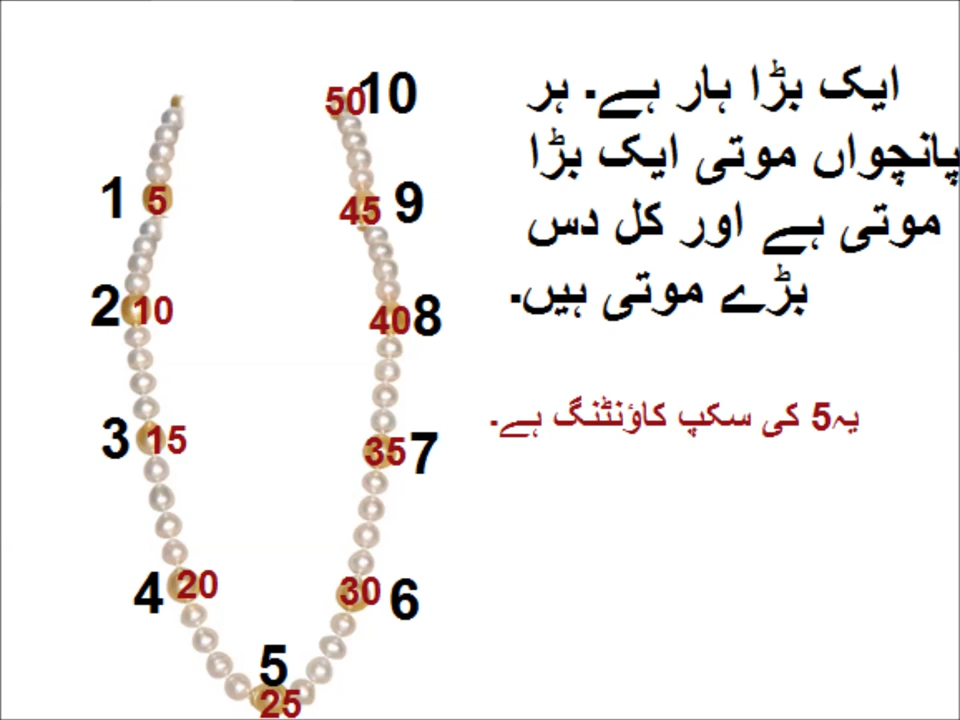 ایک بڑا ہار ہے۔ ہر
پانچواں موتی ایک بڑا
موتی ہے اور کل دس
بڑے موتی ہیں۔
یہ5 کی سکپ کاؤنٹنگ ہے۔
50 10
1 5
45 9
2 10
40 8
3 15
35 7
4 20
30 6
5
25